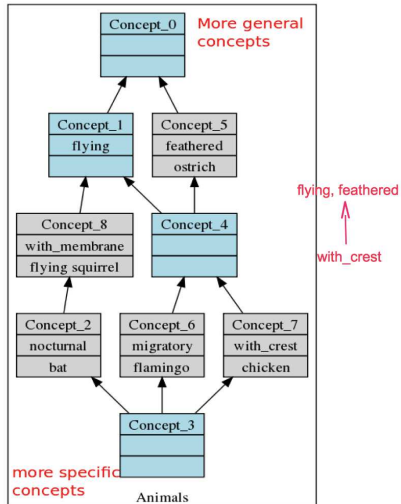 Concept_0
More general
concepts
Concept_1
flying
Concept_5
feathered
ostrich
flying, feathered
with_crest
Concept_8
with_membrane
flying squirrel
Concept_4
Concept_2
nocturnal
bat
Concept_6
migratory
flamingo
Concept_7
with_crest
chicken
Concept_3
more specific
concepts
Animals